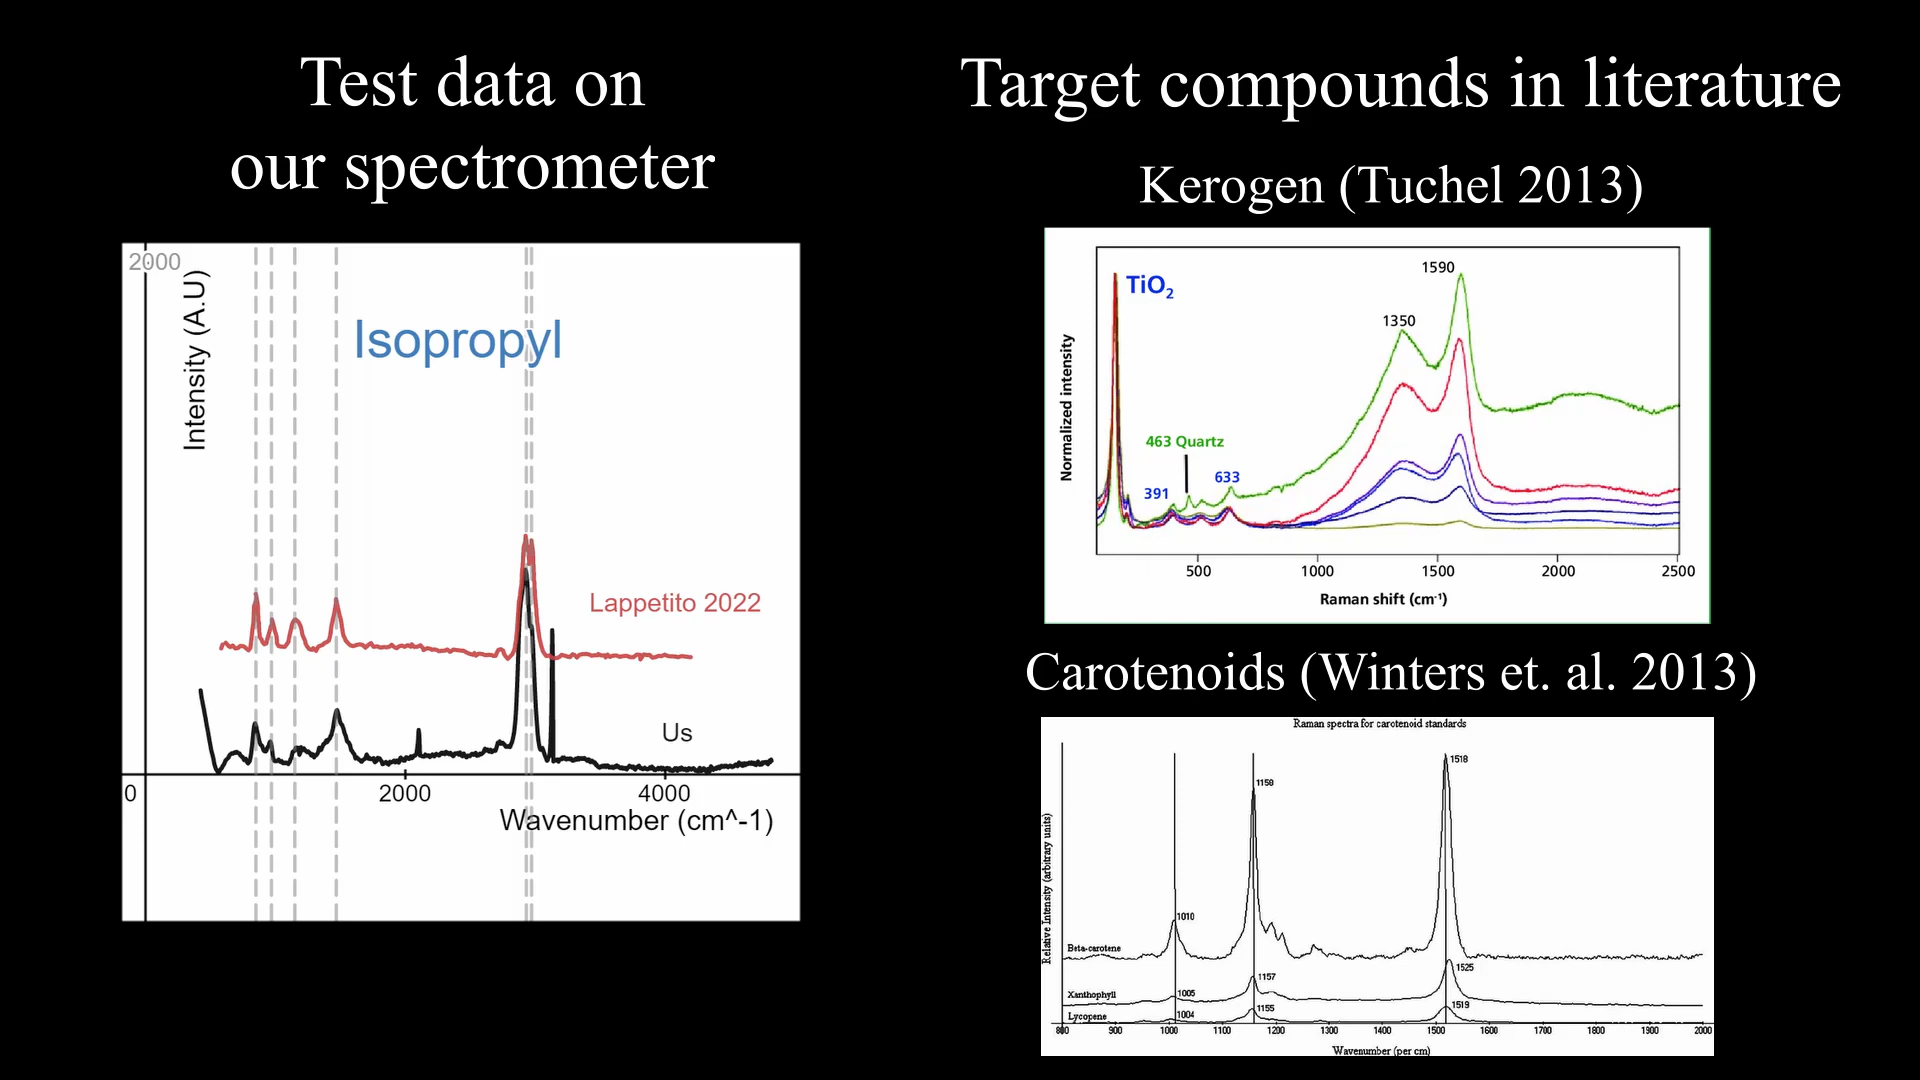 Test data on
our spectrometer
2000
Intensity (A.U)
Isopropyl
Lappetito 2022
Us
0
2000
4000
Wavenumber (cm^-1)
Target compounds in literature
Kerogen (Tuchel 2013)
TiO2
1590
1350
463 Quartz
391
633
Normalized intensity
500 1000 1500 2000 2500
Raman shift (cm-1)
Carotenoids (Winters et. al. 2013)
Raman spectra for carotenoid standards
1518
1158
1010
Beta-carotene
1525
1157
Xanthophyll
1005
1519
1155
Lycopene
1004
Relative Intensity (arbitrary units)
800 900 1000 1100 1200 1300 1400 1500 1600 1700 1800 1900 2000
Wavenumber (per cm)